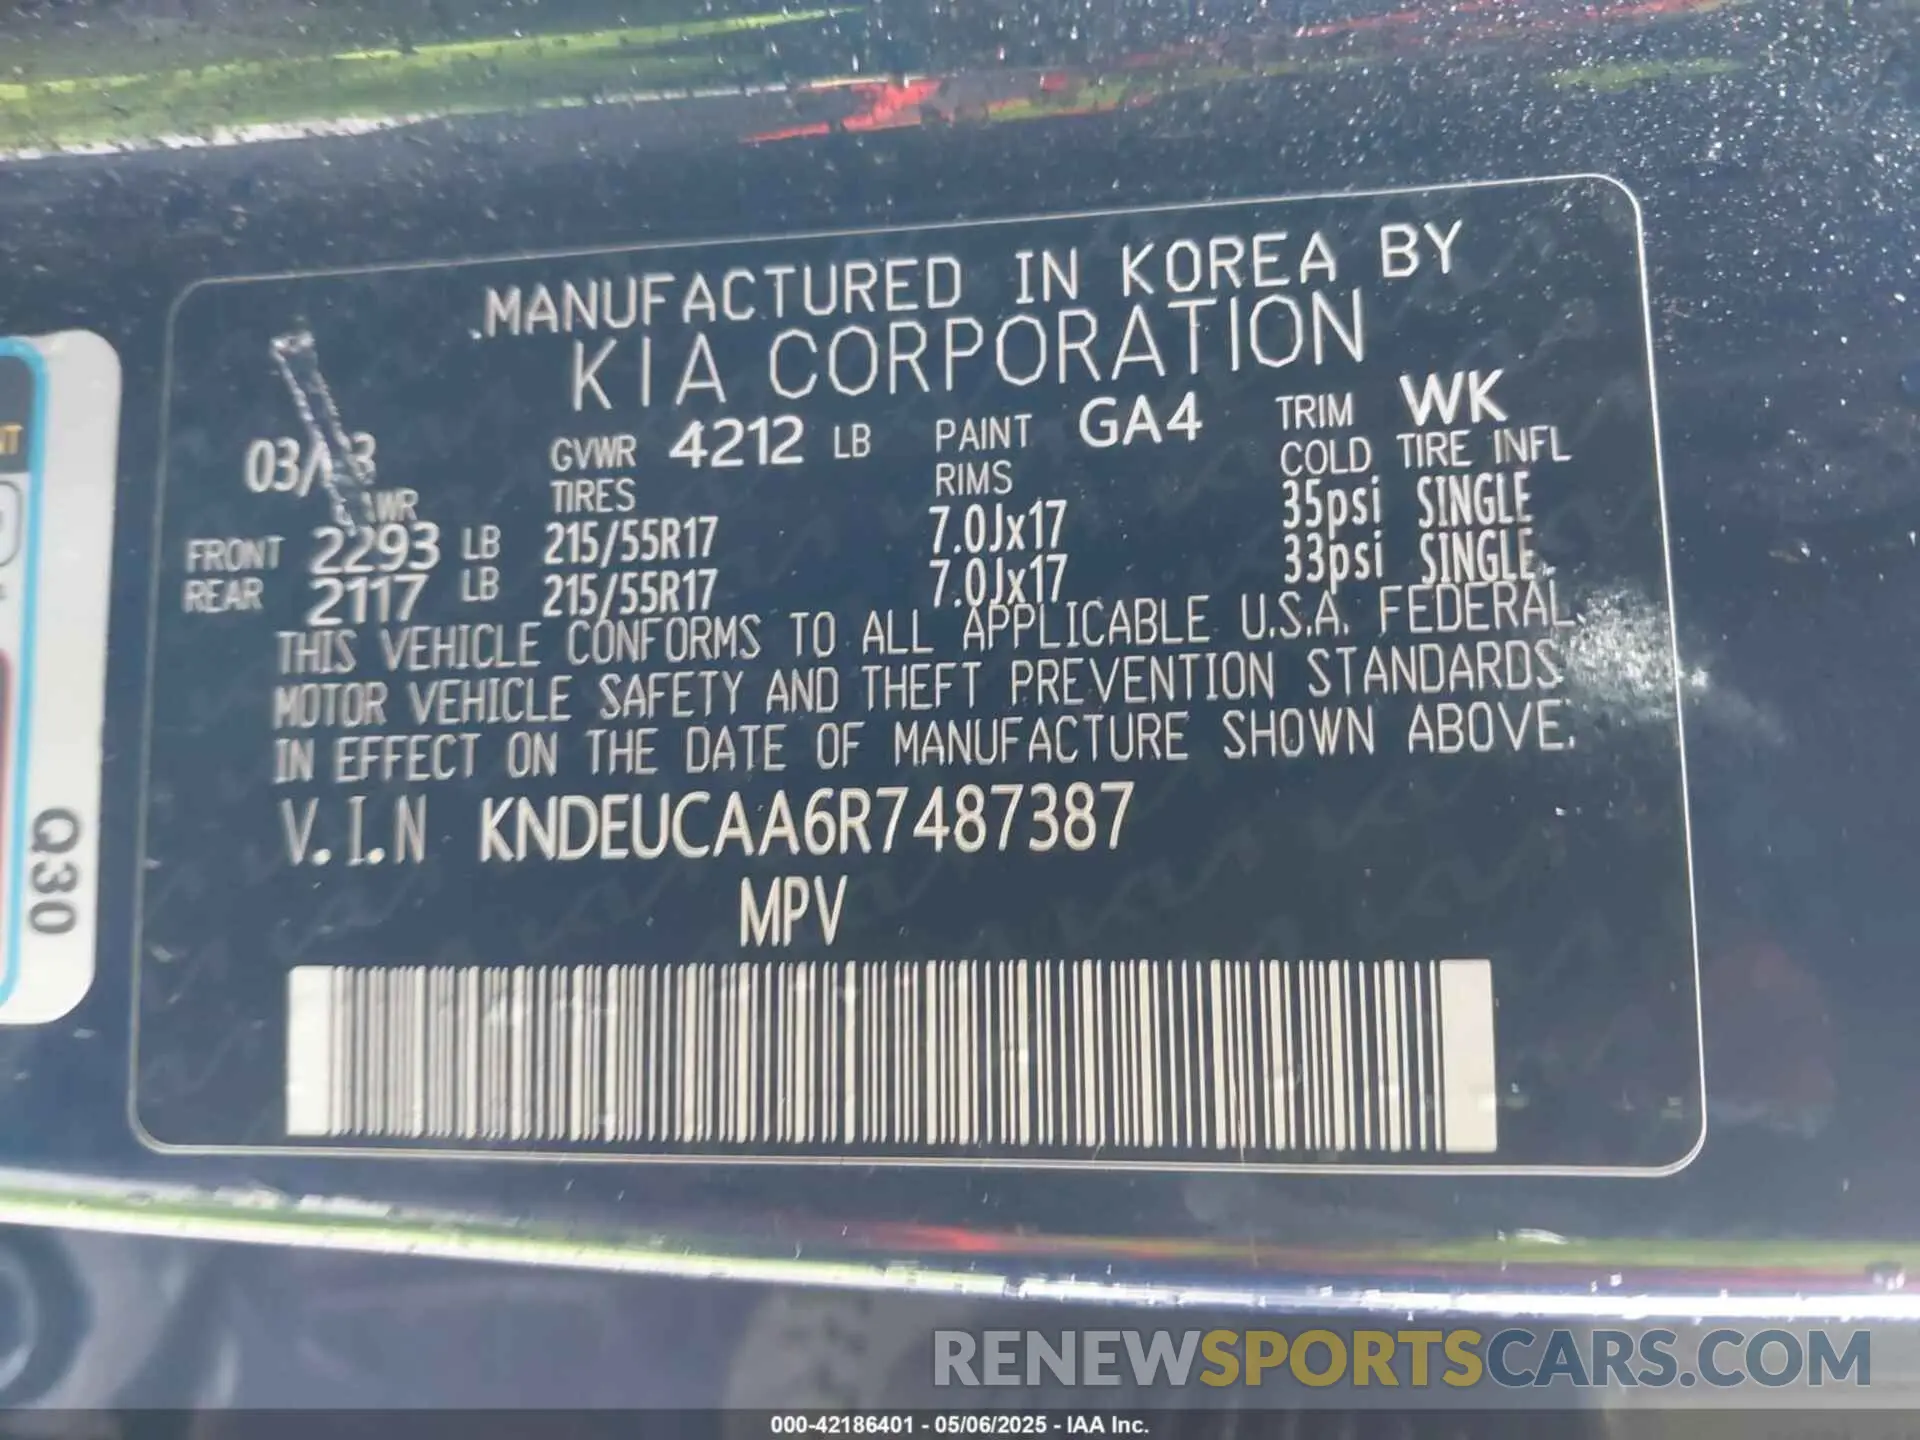 MANUFACTURED IN KOREA BY
KIA CORPORATION
GVWR 4212 LB PAINT GA4 TRIM WK
TIRES RIMS COLD TIRE INFL
FRONT 2293 LB 215/55R17 7.0Jx17 35psi SINGLE
REAR 2117 LB 215/55R17 7.0Jx17 33psi SINGLE
THIS VEHICLE CONFORMS TO ALL APPLICABLE U.S.A. FEDERAL
MOTOR VEHICLE SAFETY AND THEFT PREVENTION STANDARDS
IN EFFECT ON THE DATE OF MANUFACTURE SHOWN ABOVE.
V.I.N KNDEUCAA6R7487387
MPV
Q30
RENEWSPORTSCARS.COM
000-42186401 - 05/06/2025 - IAA Inc.